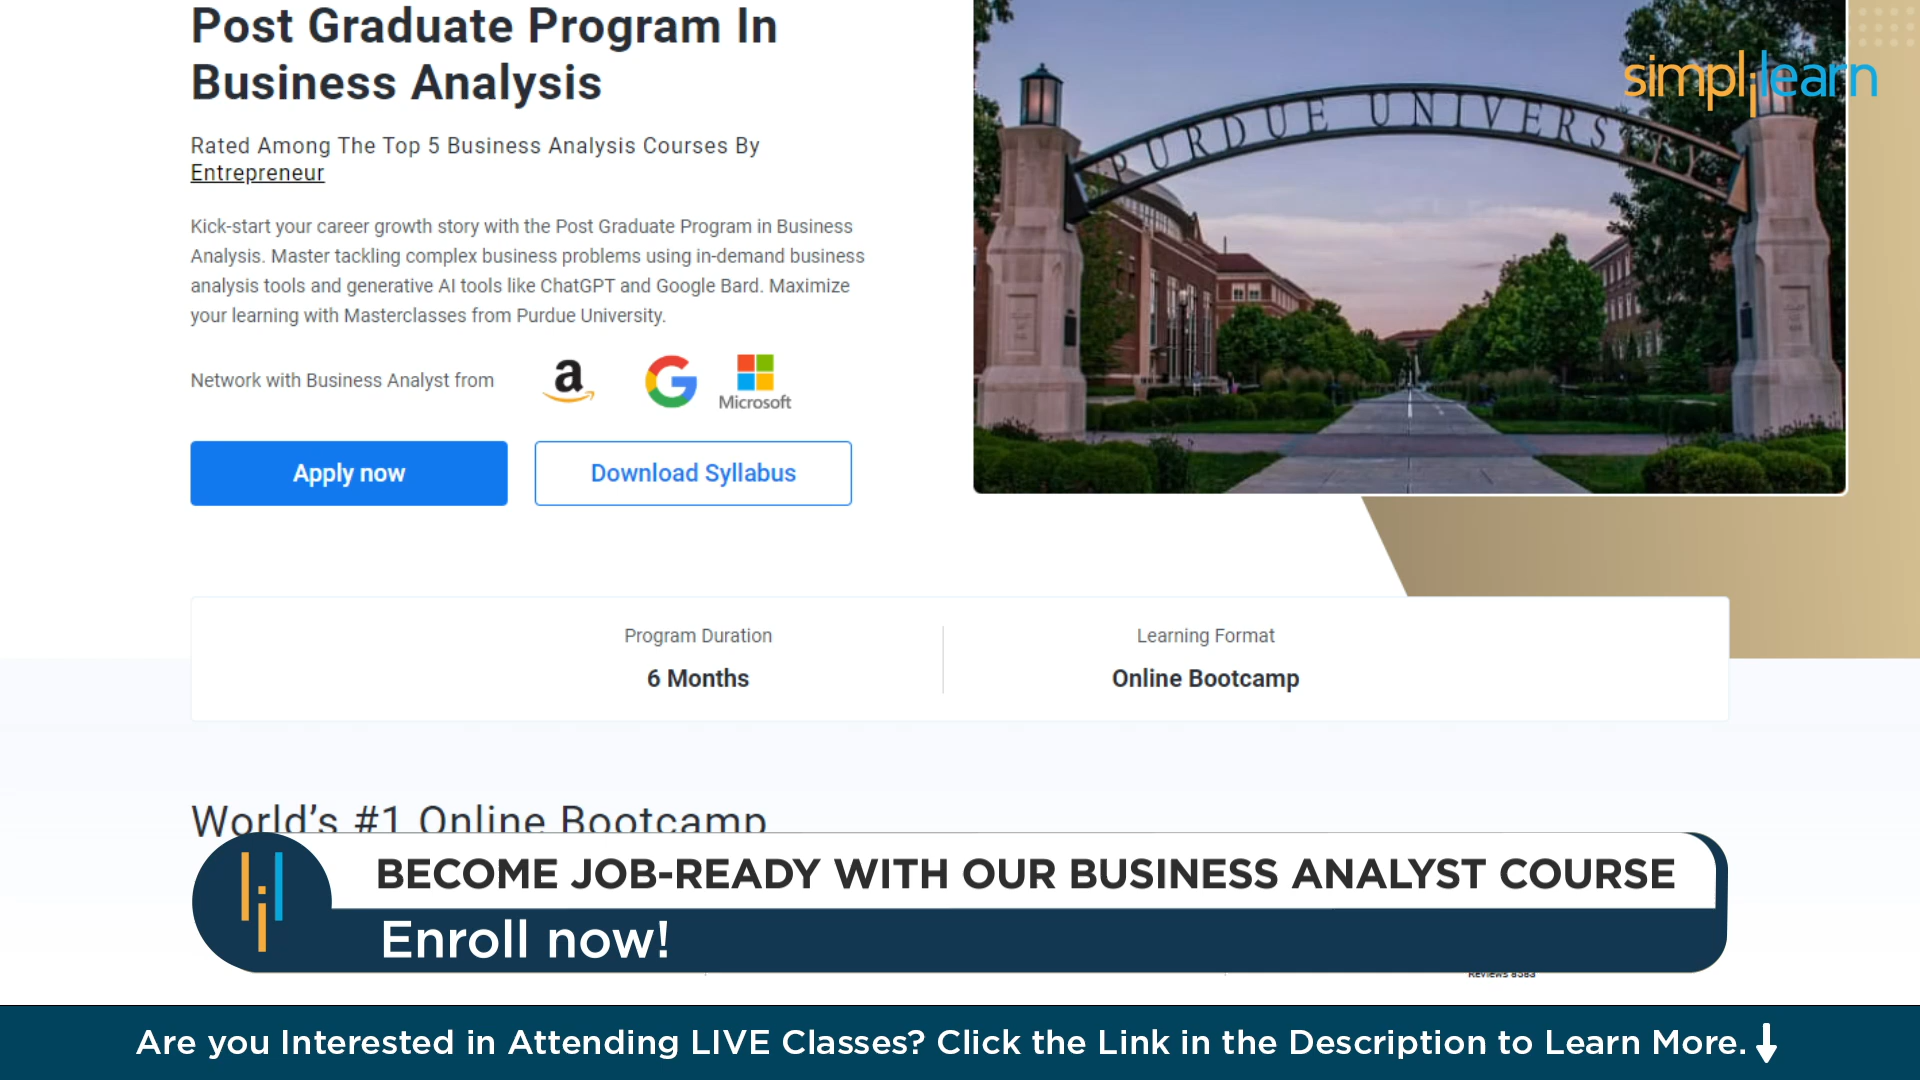 Post Graduate Program In
Business Analysis
simplilearn
PURDUE UNIVERSITY
Rated Among The Top 5 Business Analysis Courses By
Entrepreneur
Kick-start your career growth story with the Post Graduate Program in Business
Analysis. Master tackling complex business problems using in-demand business
analysis tools and generative AI tools like ChatGPT and Google Bard. Maximize
your learning with Masterclasses from Purdue University.
Network with Business Analyst from
a
G
Microsoft
Apply now
Download Syllabus
Program Duration
6 Months
Learning Format
Online Bootcamp
World's #1 Online Bootcamp
BECOME JOB-READY WITH OUR BUSINESS ANALYST COURSE
Enroll now!
Reviews 8383
Are you Interested in Attending LIVE Classes? Click the Link in the Description to Learn More.